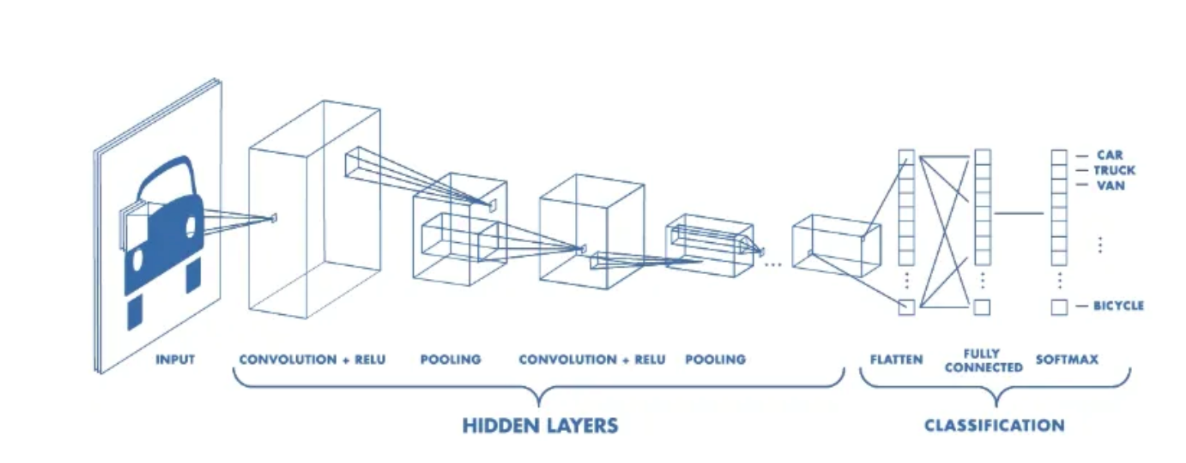 CAR
TRUCK
VAN
BICYCLE
INPUT
CONVOLUTION + RELU
POOLING
CONVOLUTION + RELU
POOLING
FLATTEN
FULLY
CONNECTED
SOFTMAX
HIDDEN LAYERS
CLASSIFICATION